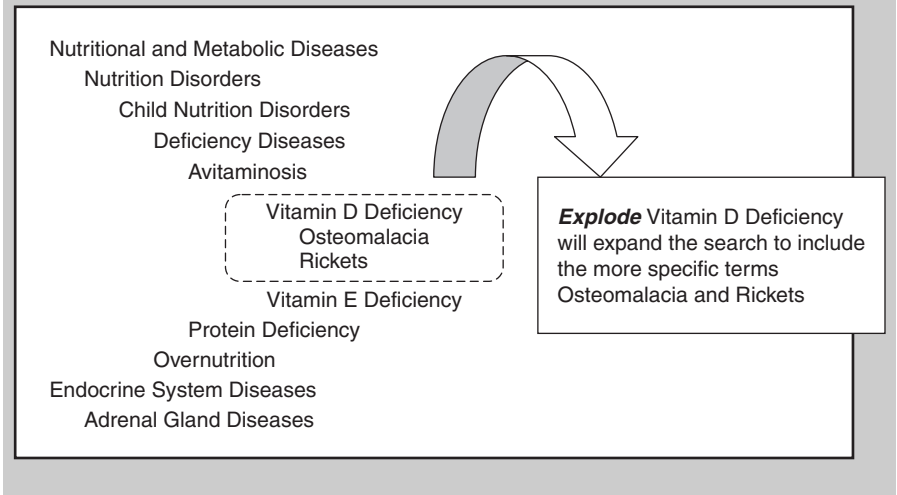 Nutritional and Metabolic Diseases
Nutrition Disorders
Child Nutrition Disorders
Deficiency Diseases
Avitaminosis
Vitamin D Deficiency
Osteomalacia
Rickets
Vitamin E Deficiency
Protein Deficiency
Overnutrition
Endocrine System Diseases
Adrenal Gland Diseases
Explode Vitamin D Deficiency
will expand the search to include
the more specific terms
Osteomalacia and Rickets